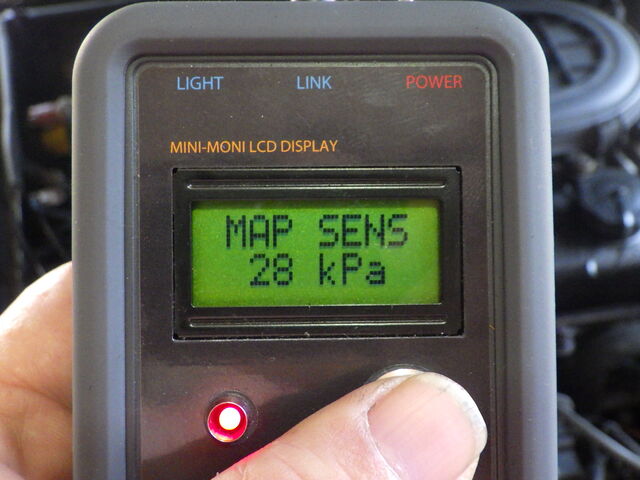 LIGHT LINK POWER
MINI-MONI LCD DISPLAY
MAP SENS
28 kPa